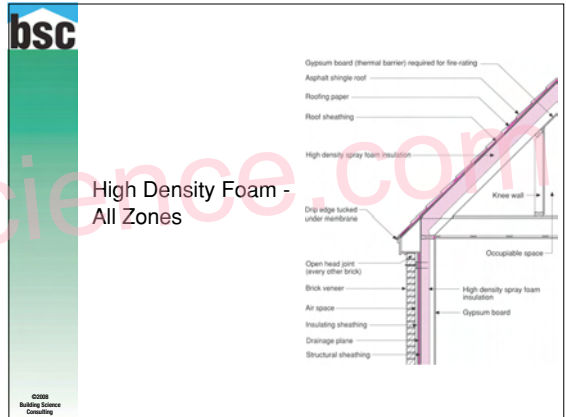 bsc
High Density Foam -
All Zones
Gypsum board (thermal barrier) required for fire-rating
Asphalt shingle roof
Roofing paper
Roof sheathing
High density spray foam insulation
Knee wall
Drip edge tucked
under membrane
Occupiable space
Open head joint
(every other brick)
Brick veneer
High density spray foam
insulation
Air space
Gypsum board
Insulating sheathing
Drainage plane
Structural sheathing
cience.com
©2008
Building Science
Consulting